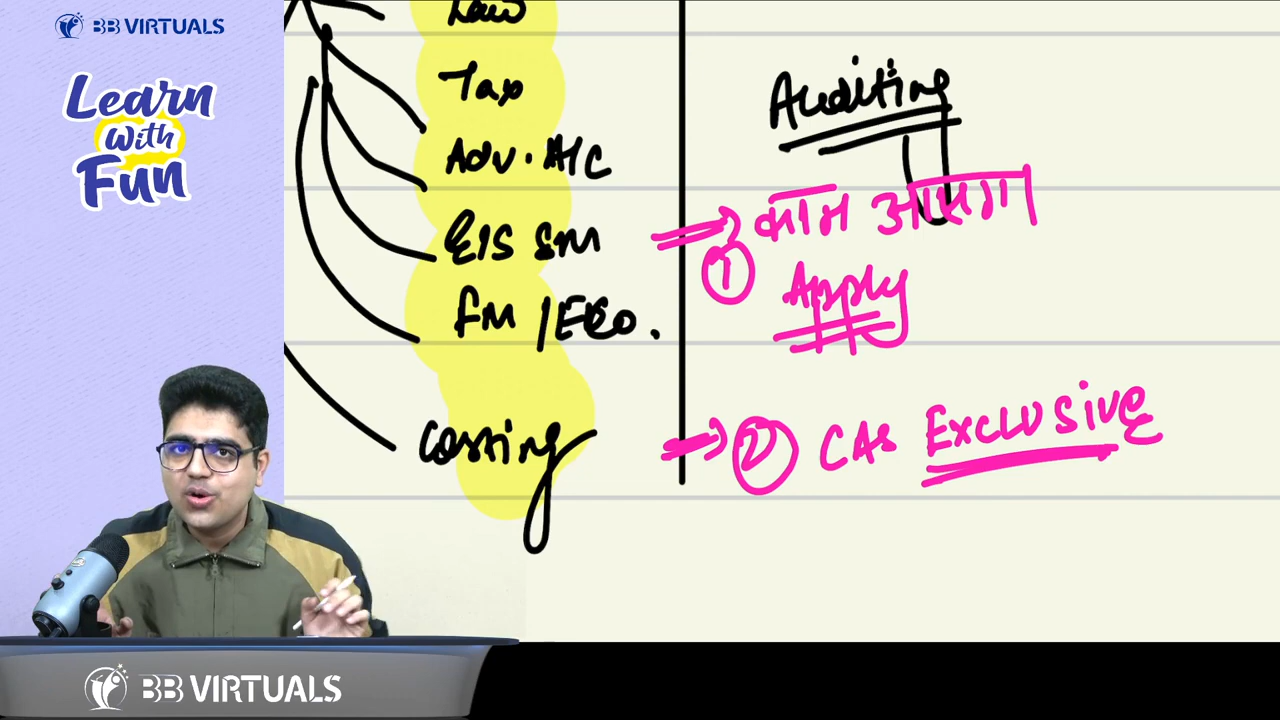 BB VIRTUALS
Learn
With
Fun
Law
Tax
Adv. A/C
EIS SM
FM / ECO.
Costing
Auditing
① काम आएगा
Apply
② CAs EXCLUSIVE
BB VIRTUALS